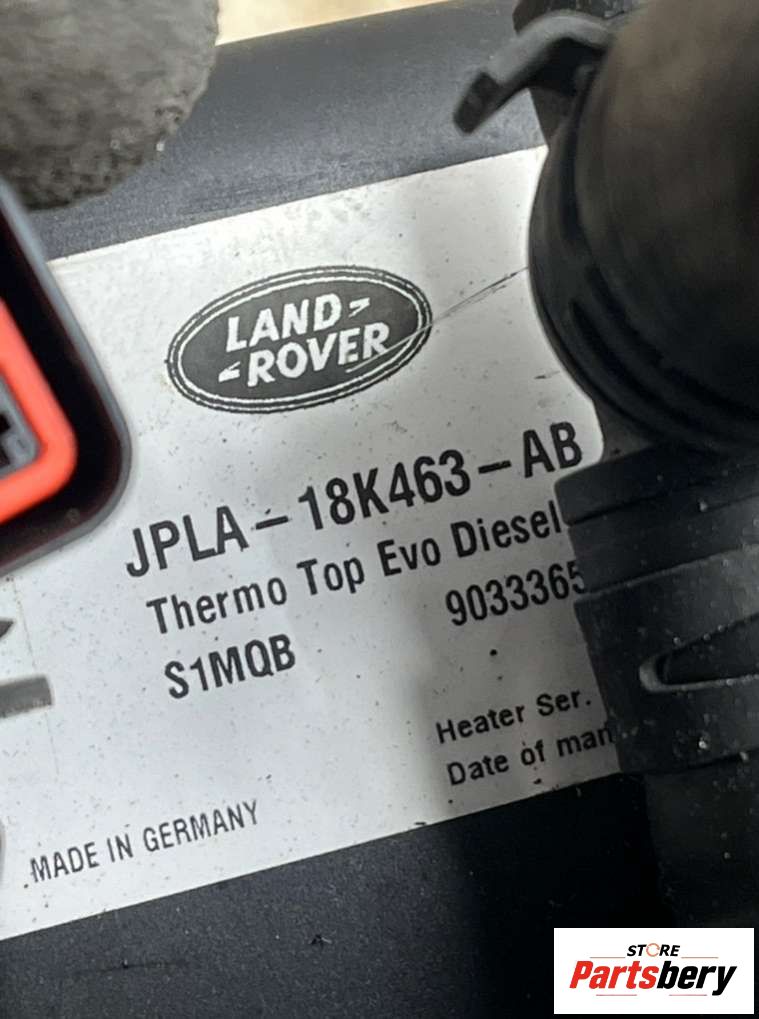 LAND
ROVER
JPLA-18K463-AB
Thermo Top Evo Diesel
S1MQB 9033365
Heater Ser.
Date of
MADE IN GERMANY
STORE
Partsbery